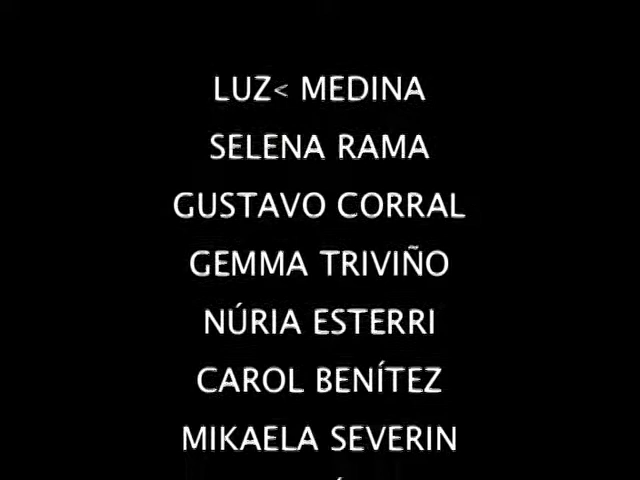 LUZ< MEDINA
SELENA RAMA
GUSTAVO CORRAL
GEMMA TRIVIÑO
NÚRIA ESTERRI
CAROL BENÍTEZ
MIKAELA SEVERIN